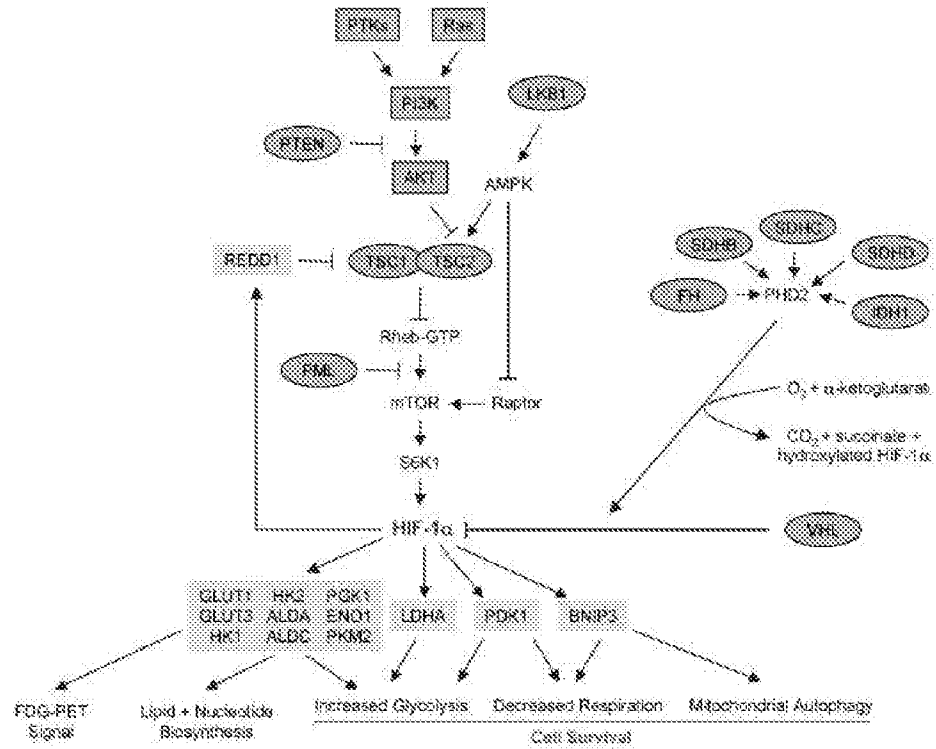 PTKs Ras
PI3K LKB1
PTEN
AKT AMPK
SDHC
SDHB SDHD
REDD1 TSC1 TSC2
FH PHD2
IDH1
Rheb-GTP
PML
mTOR Raptor
O2 + α-ketoglutarate
CO2 + succinate +
hydroxylated HIF-1α
S6K1
HIF-1α VHL
GLUT1 HK2 PGK1
GLUT3 ALDA ENO1 LDHA PDK1 BNIP3
HK1 ALDC PKM2
FDG-PET Lipid + Nucleotide Increased Glycolysis Decreased Respiration Mitochondrial Autophagy
Signal Biosynthesis
Cell Survival